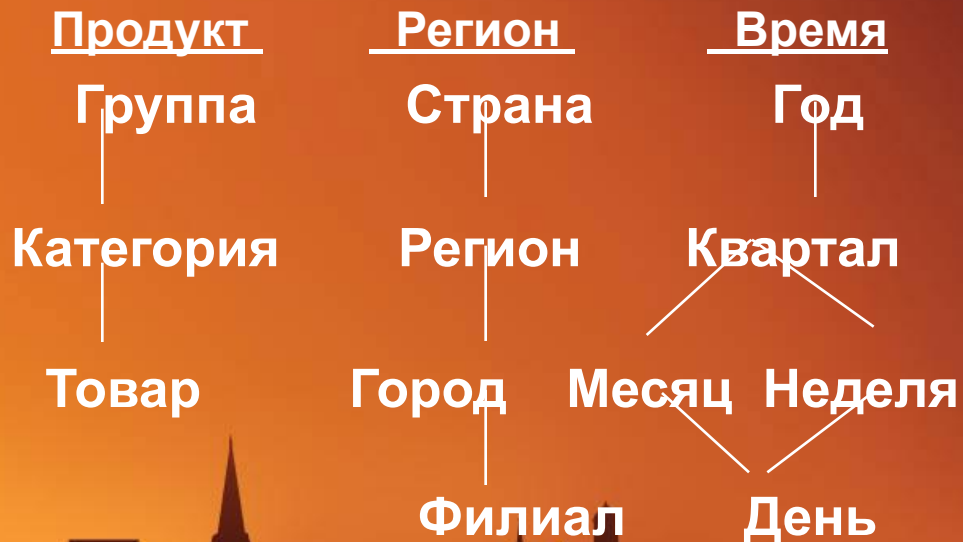 Продукт Регион Время
Группа Страна Год
Категория Регион Квартал
Товар Город Месяц Неделя
Филиал День